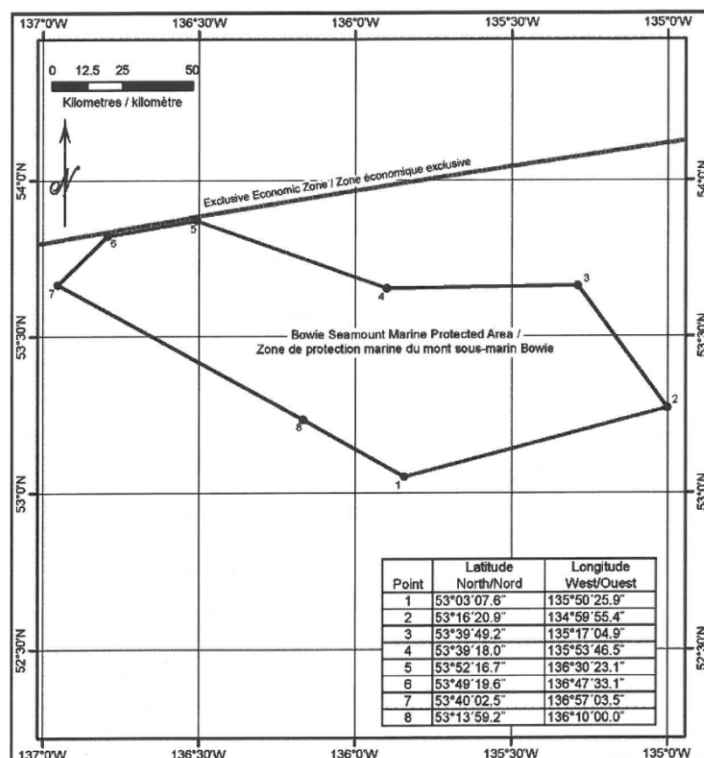 137°0'W 136°30'W 136°0'W 135°30'W 135°0'W
0 12.5 25 50
Kilometres / kilomètre
N
54°0'N 54°0'N
Exclusive Economic Zone / Zone économique exclusive
5
6
7
4
3
53°30'N 53°30'N
Bowie Seamount Marine Protected Area /
Zone de protection marine du mont sous-marin Bowie
2
8
1
53°0'N 53°0'N
Point Latitude North/Nord Longitude West/Ouest
1 53°03´07.6˝ 135°50´25.9˝
2 53°16´20.9˝ 134°59´55.4˝
3 53°39´49.2˝ 135°17´04.9˝
4 53°39´18.0˝ 135°53´46.5˝
5 53°52´16.7˝ 136°30´23.1˝
6 53°49´19.6˝ 136°47´33.1˝
7 53°40´02.5˝ 136°57´03.5˝
8 53°13´59.2˝ 136°10´00.0˝
52°30'N 52°30'N
137°0'W 136°30'W 136°0'W 135°30'W 135°0'W